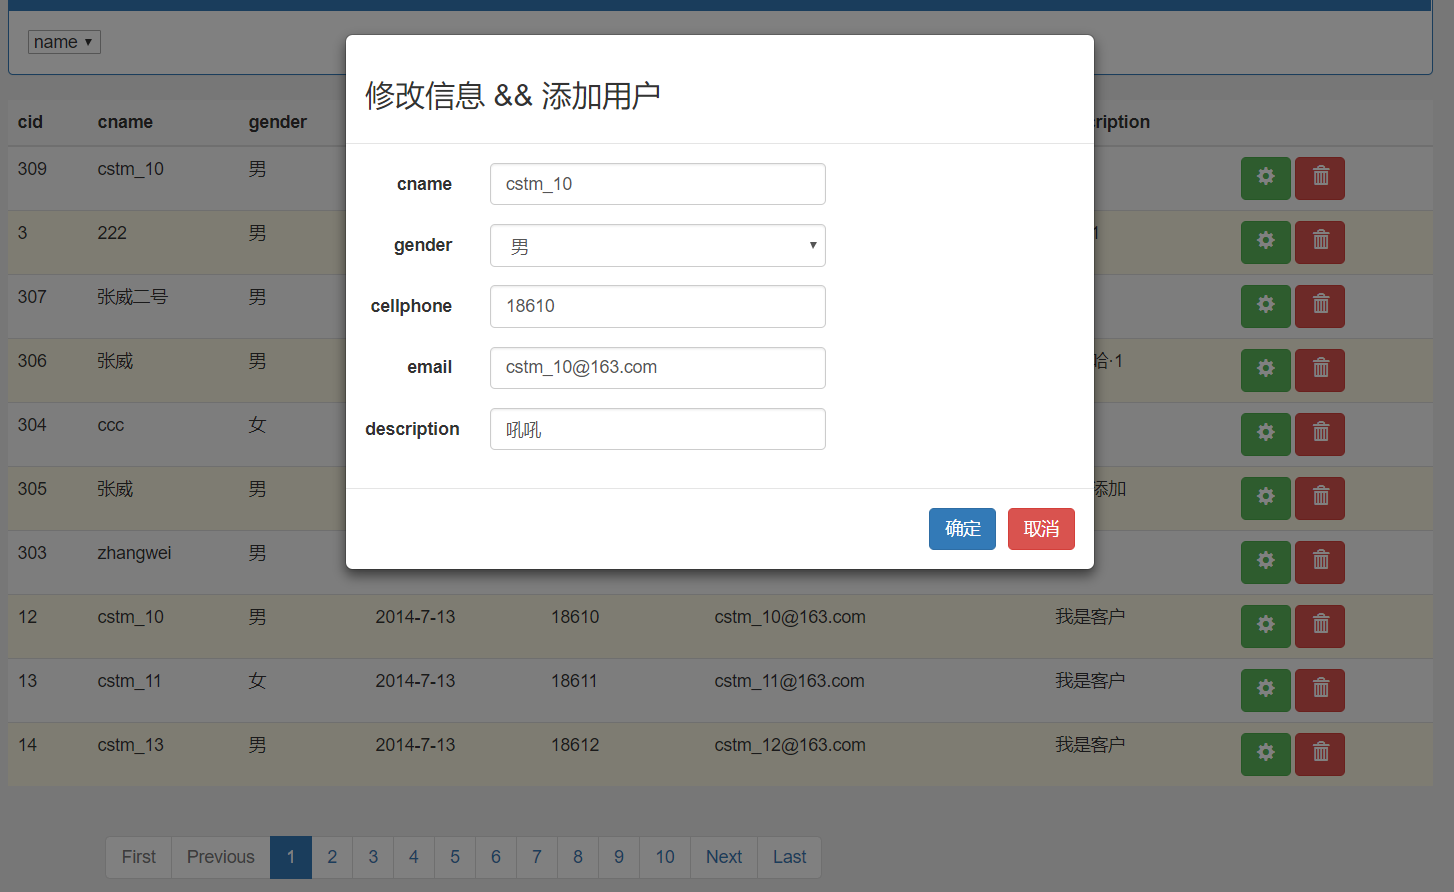 name
修改信息 && 添加用户
cid cname gender ription
cname cstm_10
gender 男
cellphone 18610
email cstm_10@163.com
description 吼吼
确定 取消
309 cstm_10 男
3 222 男 1
307 张威二号 男
306 张威 男 哈·1
304 ccc 女
305 张威 男 添加
303 zhangwei 男
12 cstm_10 男 2014-7-13 18610 cstm_10@163.com 我是客户
13 cstm_11 女 2014-7-13 18611 cstm_11@163.com 我是客户
14 cstm_13 男 2014-7-13 18612 cstm_12@163.com 我是客户
First Previous 1 2 3 4 5 6 7 8 9 10 Next Last